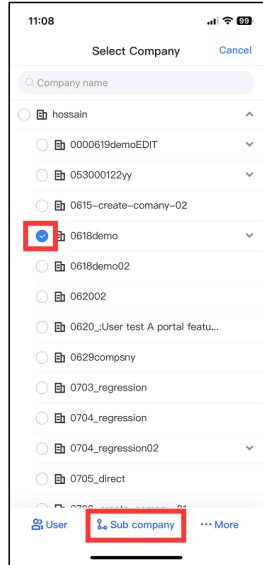 11:08
99
Select Company
Cancel
Company name
hossain
0000619demoEDIT
053000122yy
0615-create-comany-02
0618demo
0618demo02
062002
0620_:User test A portal featu...
0629compsny
0703_regression
0704_regression
0704_regression02
0705_direct
User
Sub company
More